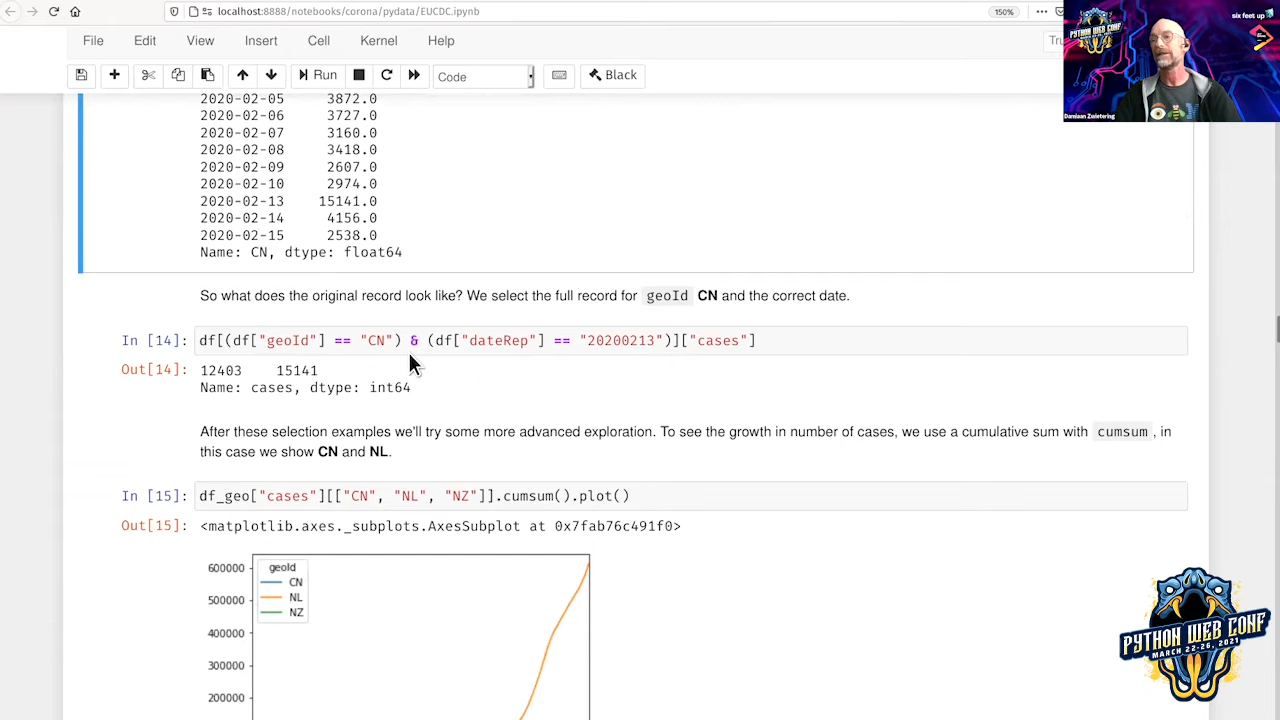 localhost:8888/notebooks/corona/pydata/EUCDC.ipynb
150%
File Edit View Insert Cell Kernel Help
Run
Code
Black
2020-02-05 3872.0
2020-02-06 3727.0
2020-02-07 3160.0
2020-02-08 3418.0
2020-02-09 2607.0
2020-02-10 2974.0
2020-02-13 15141.0
2020-02-14 4156.0
2020-02-15 2538.0
Name: CN, dtype: float64
So what does the original record look like? We select the full record for geoId CN and the correct date.
In [14]: df[(df["geoId"] == "CN") & (df["dateRep"] == "20200213")]["cases"]
Out[14]: 12403 15141
Name: cases, dtype: int64
After these selection examples we'll try some more advanced exploration. To see the growth in number of cases, we use a cumulative sum with cumsum, in
this case we show CN and NL.
In [15]: df_geo["cases"][["CN", "NL", "NZ"]].cumsum().plot()
Out[15]: <matplotlib.axes._subplots.AxesSubplot at 0x7fab76c491f0>
geoId
CN
NL
NZ
600000
500000
400000
300000
200000
PYTHON WEB CONF
six feet up
Damiaan Zwietering
PYTHON WEB CONF
MARCH 22-26, 2021